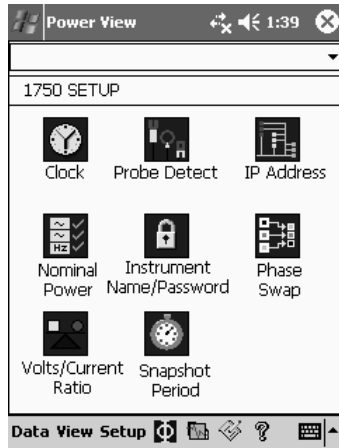 Power View 1:39
1750 SETUP
Clock Probe Detect IP Address
Nominal Power Instrument Name/Password Phase Swap
Volts/Current Ratio Snapshot Period
Data View Setup ?